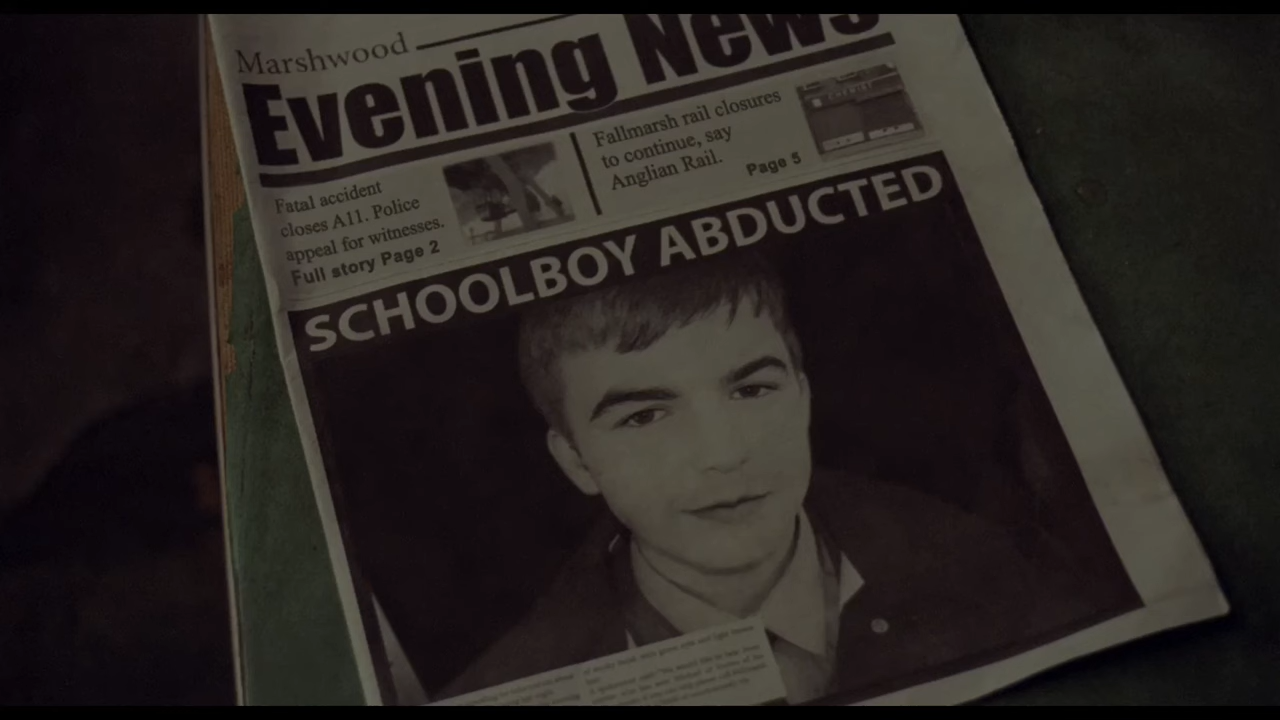 Marshwood
Evening News
Fatal accident
closes A11. Police
appeal for witnesses.
Full story Page 2
Fallmarsh rail closures
to continue, say
Anglian Rail.
Page 5
SCHOOLBOY ABDUCTED